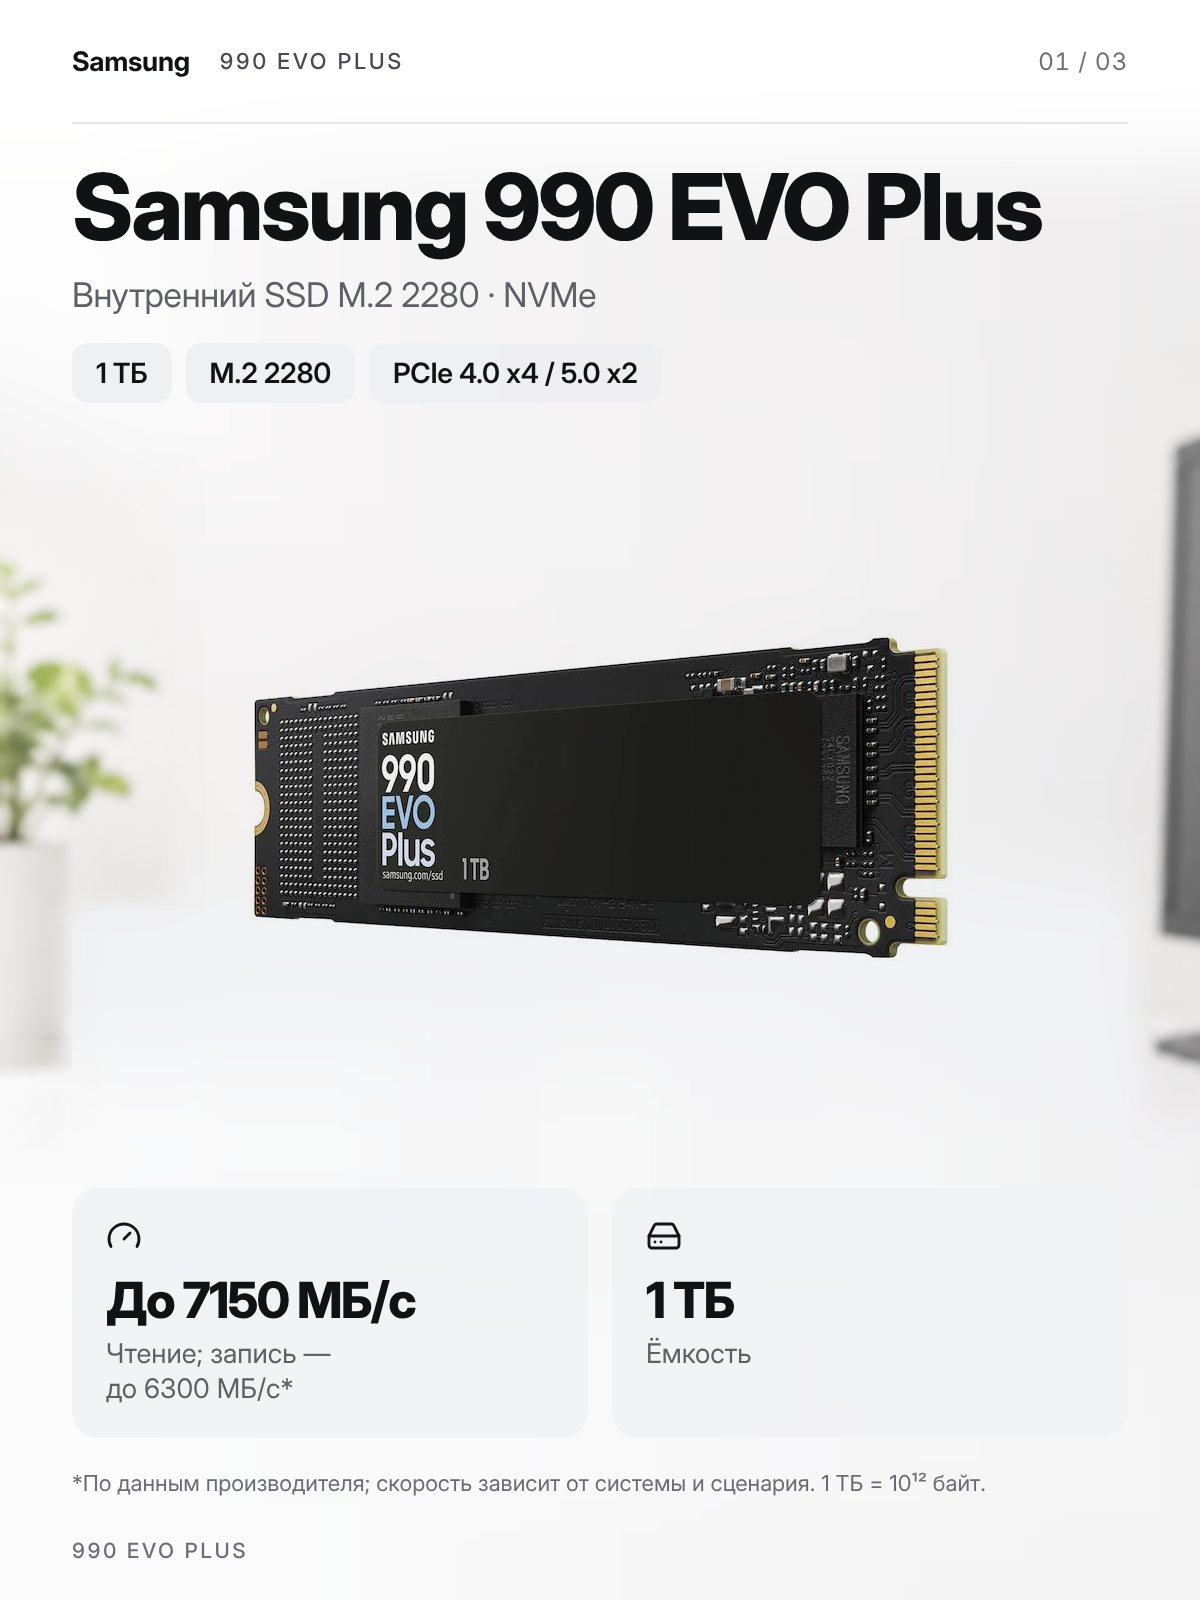 Samsung 990 EVO PLUS 01 / 03
Samsung 990 EVO Plus
Внутренний SSD M.2 2280 · NVMe
1 ТБ M.2 2280 PCIe 4.0 x4 / 5.0 x2
SAMSUNG
990
EVO
Plus
samsung.com/ssd
1TB
SAMSUNG
До 7150 МБ/с
Чтение; запись —
до 6300 МБ/с*
1 ТБ
Ёмкость
*По данным производителя; скорость зависит от системы и сценария. 1 ТБ = 10¹² байт.
990 EVO PLUS